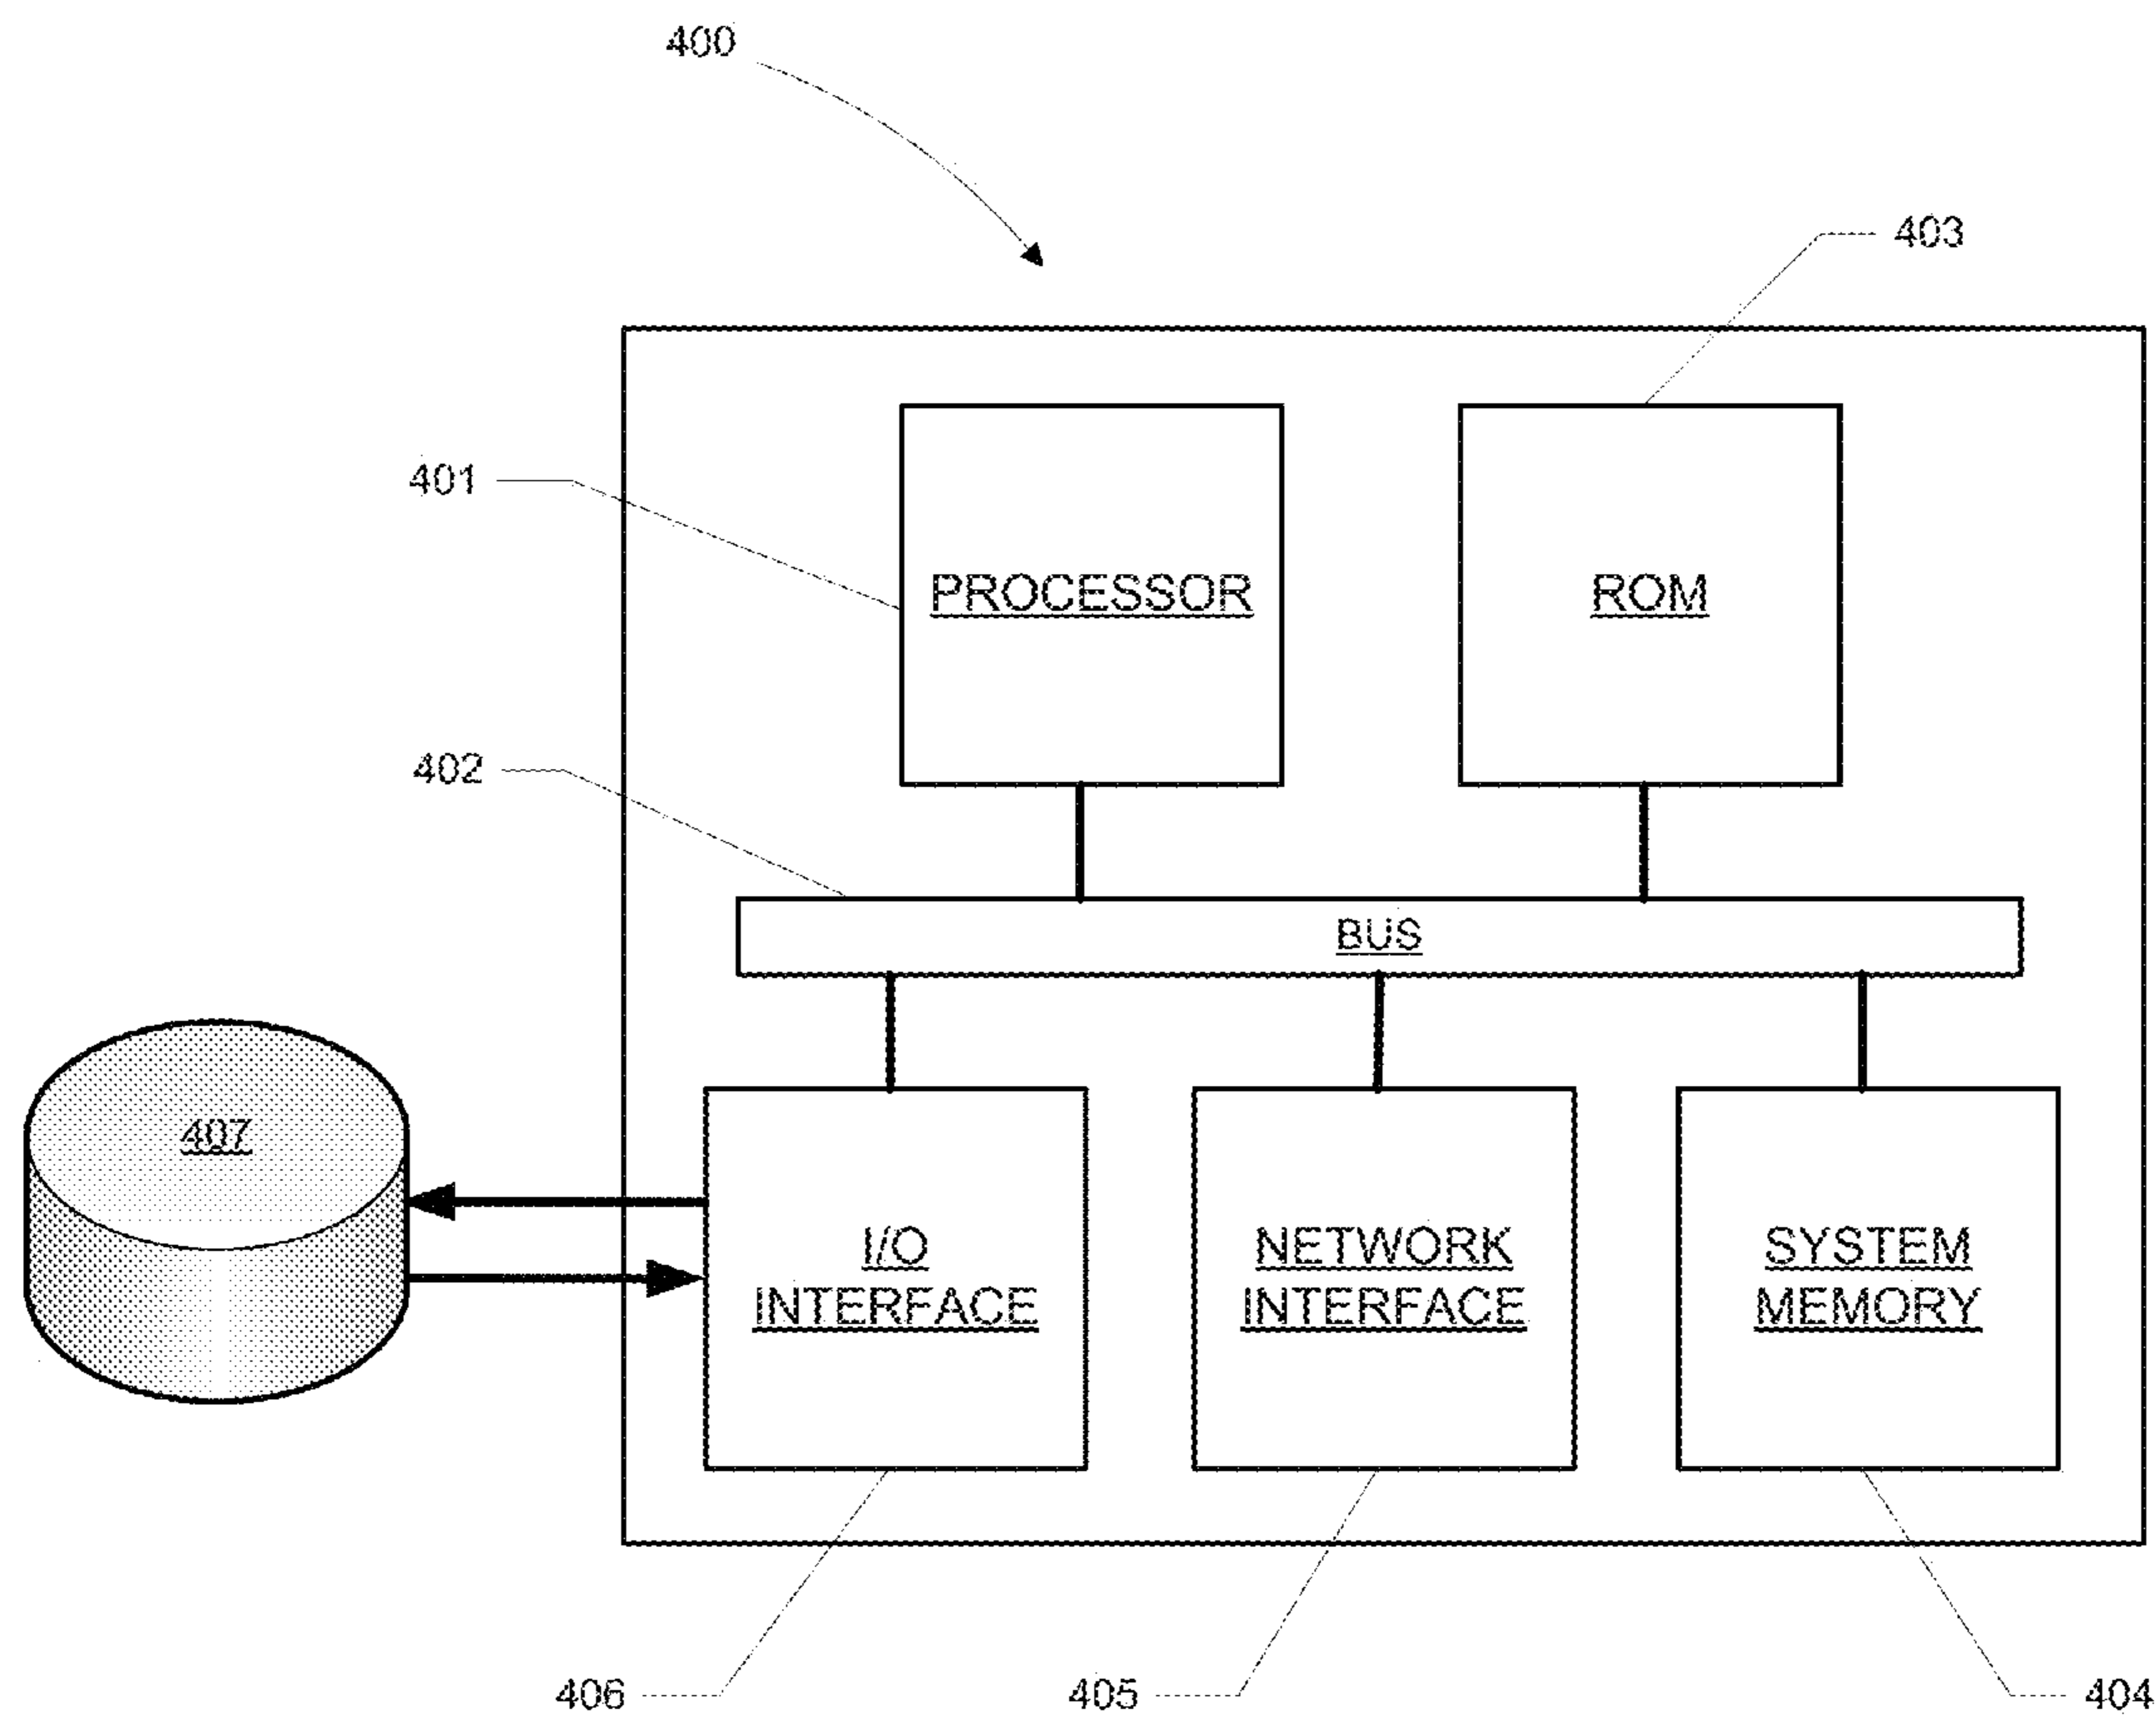 400
403
401
PROCESSOR
ROM
402
BUS
407
I/O
INTERFACE
NETWORK
INTERFACE
SYSTEM
MEMORY
406
405
404